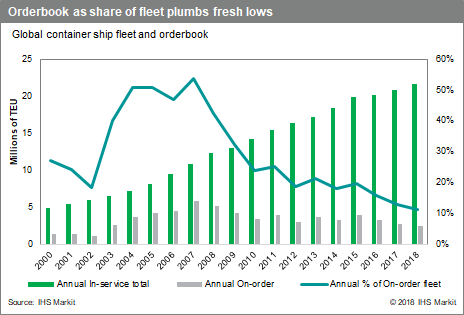 Orderbook as share of fleet plumbs fresh lows
Global container ship fleet and orderbook
Millions of TEU
25
20
15
10
5
0
60%
50%
40%
30%
20%
10%
0%
2000 2001 2002 2003 2004 2005 2006 2007 2008 2009 2010 2011 2012 2013 2014 2015 2016 2017 2018
Annual In-service total Annual On-order Annual % of On-order fleet
Source: IHS Markit © 2018 IHS Markit